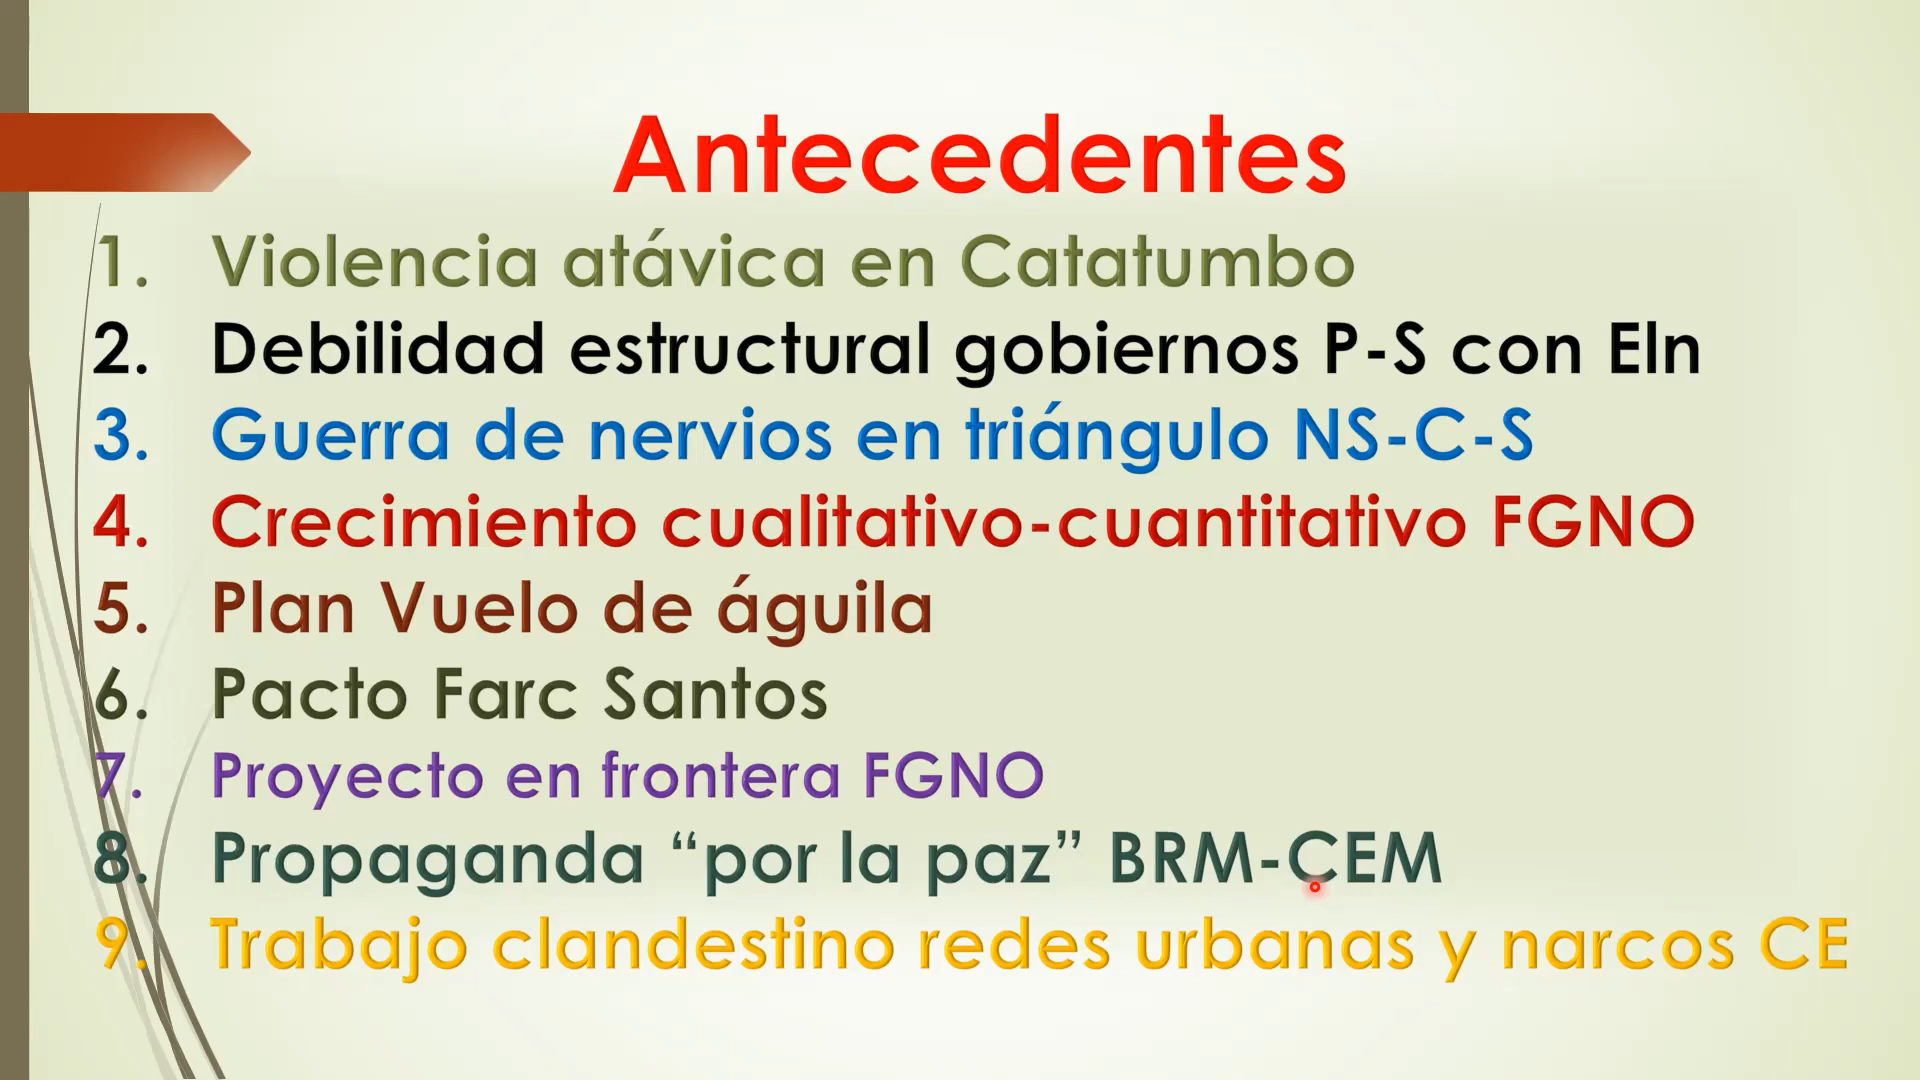 Antecedentes
1. Violencia atávica en Catatumbo
2. Debilidad estructural gobiernos P-S con Eln
3. Guerra de nervios en triángulo NS-C-S
4. Crecimiento cualitativo-cuantitativo FGNO
5. Plan Vuelo de águila
6. Pacto Farc Santos
7. Proyecto en frontera FGNO
8. Propaganda “por la paz” BRM-CEM
9. Trabajo clandestino redes urbanas y narcos CE